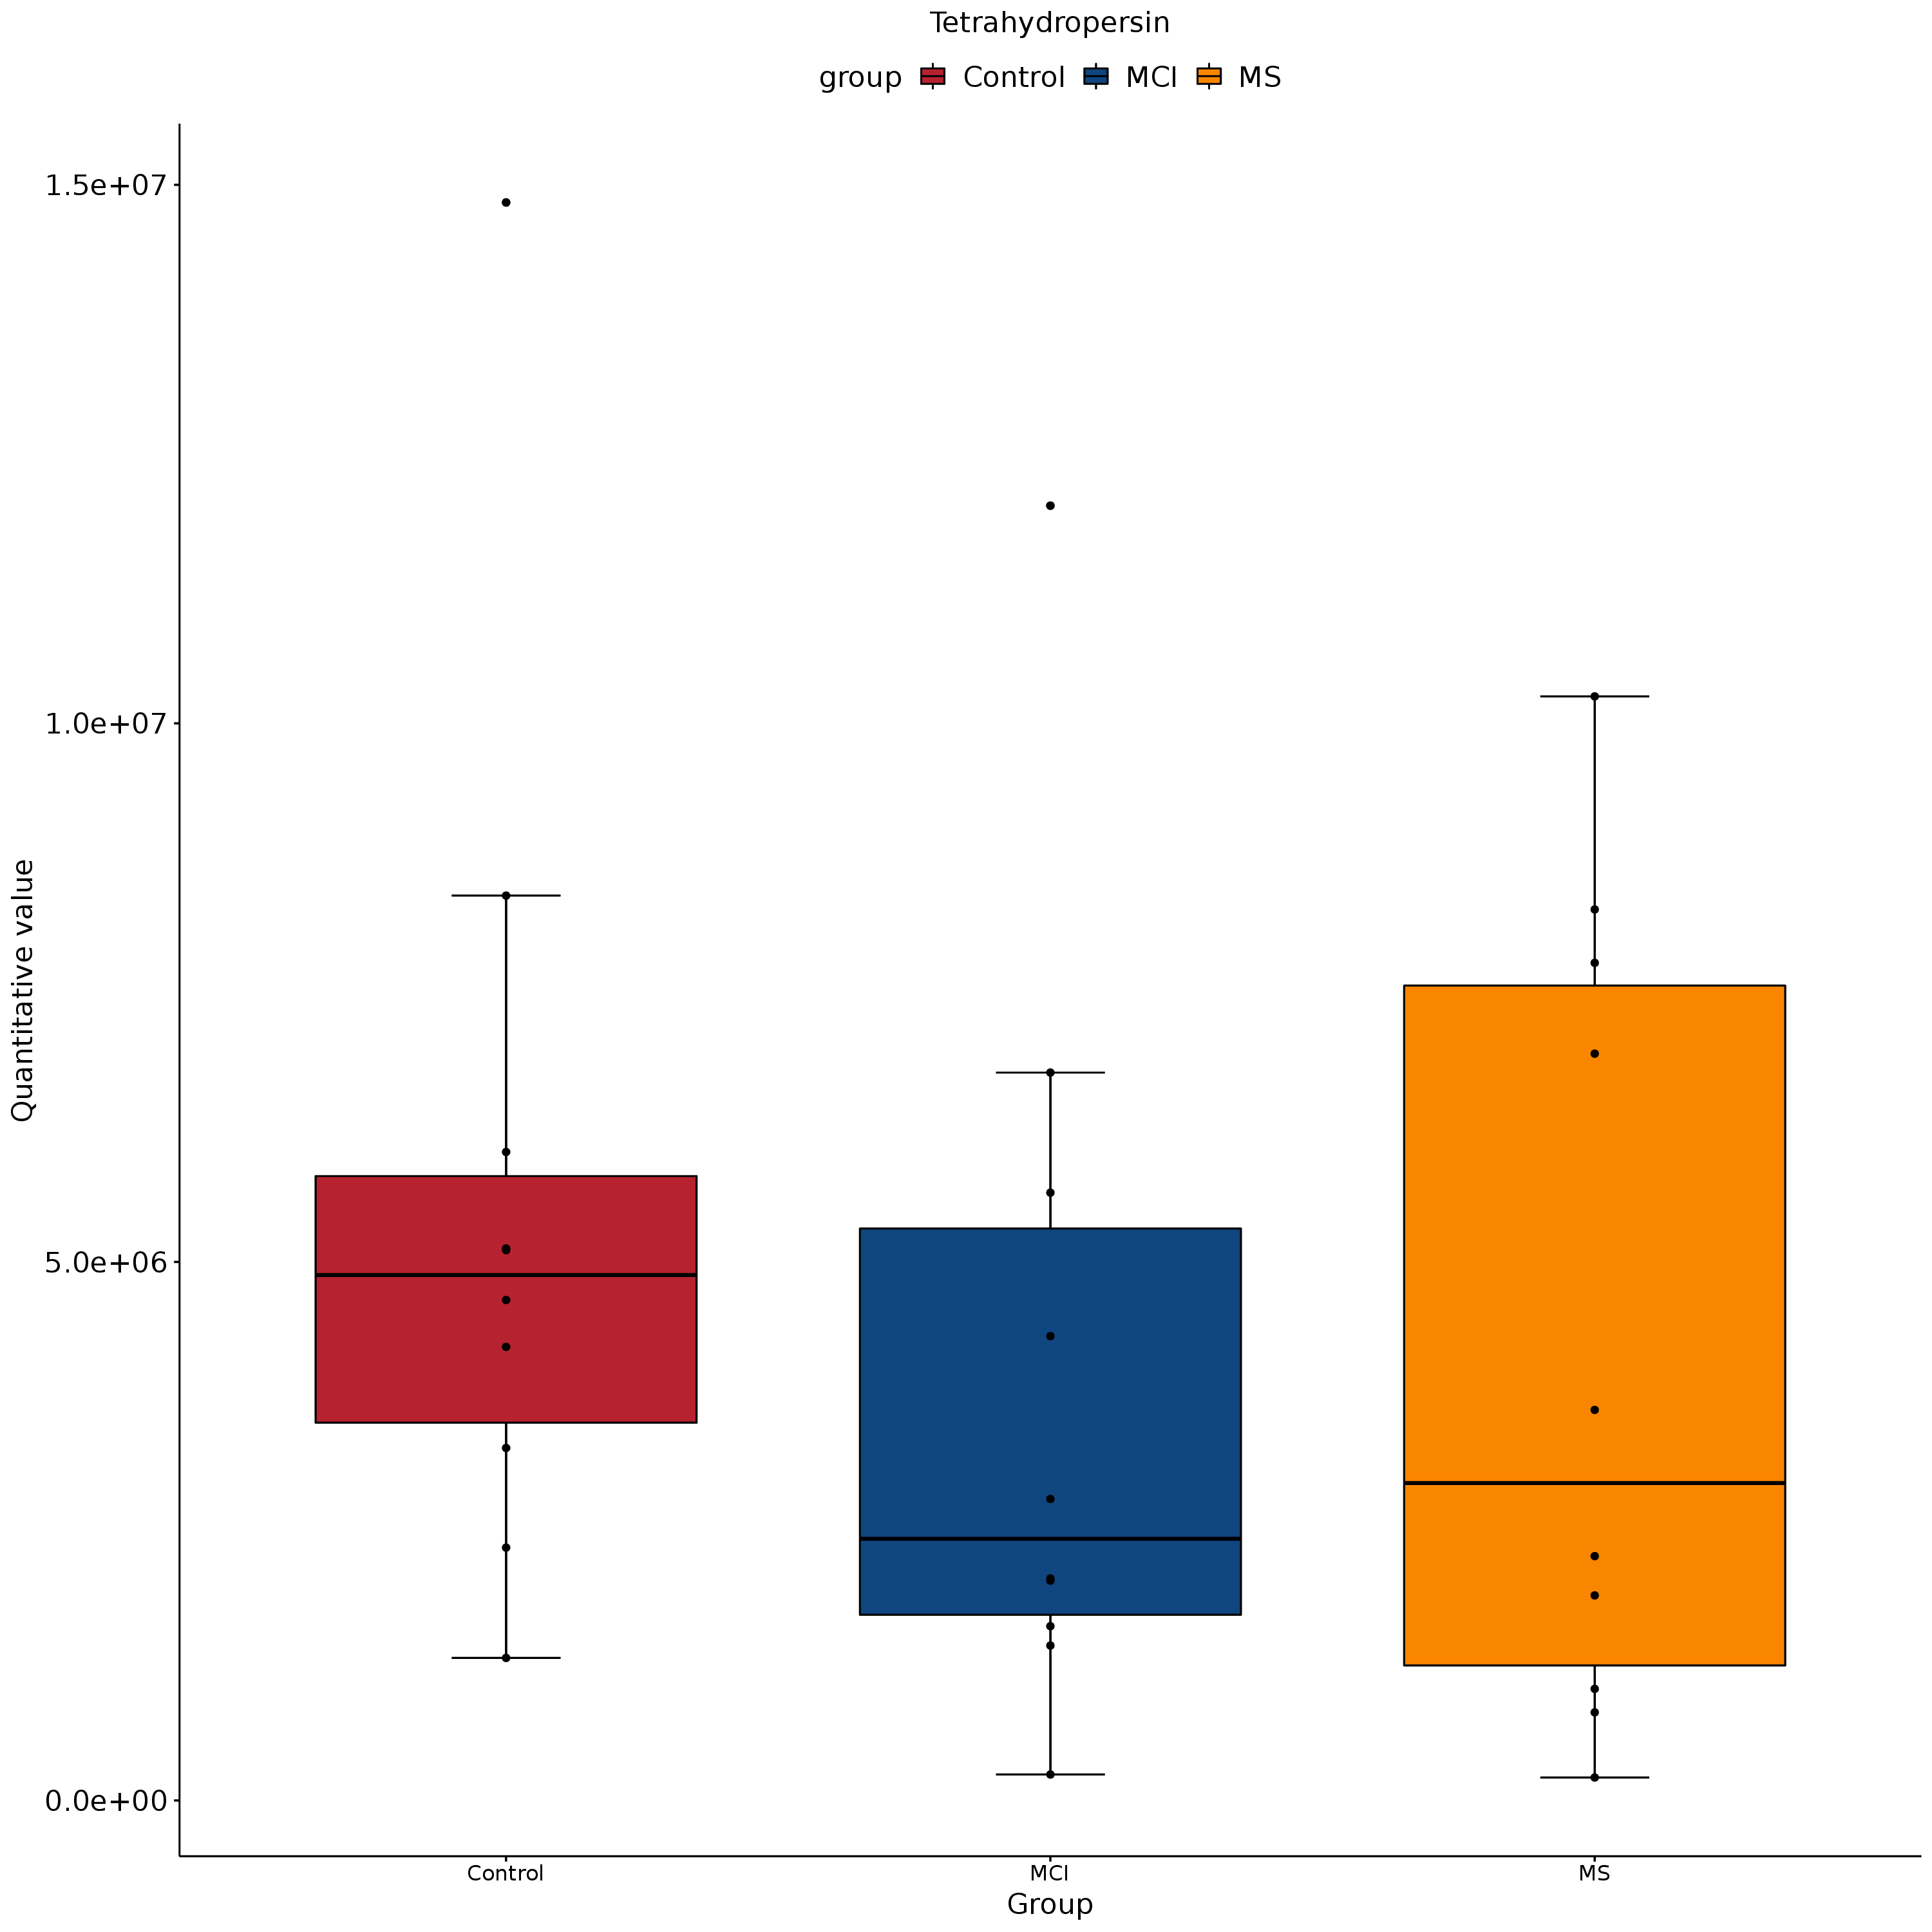 Tetrahydropersin
group Control MCI MS
Quantitative value
1.5e+07
1.0e+07
5.0e+06
0.0e+00
Control MCI MS
Group